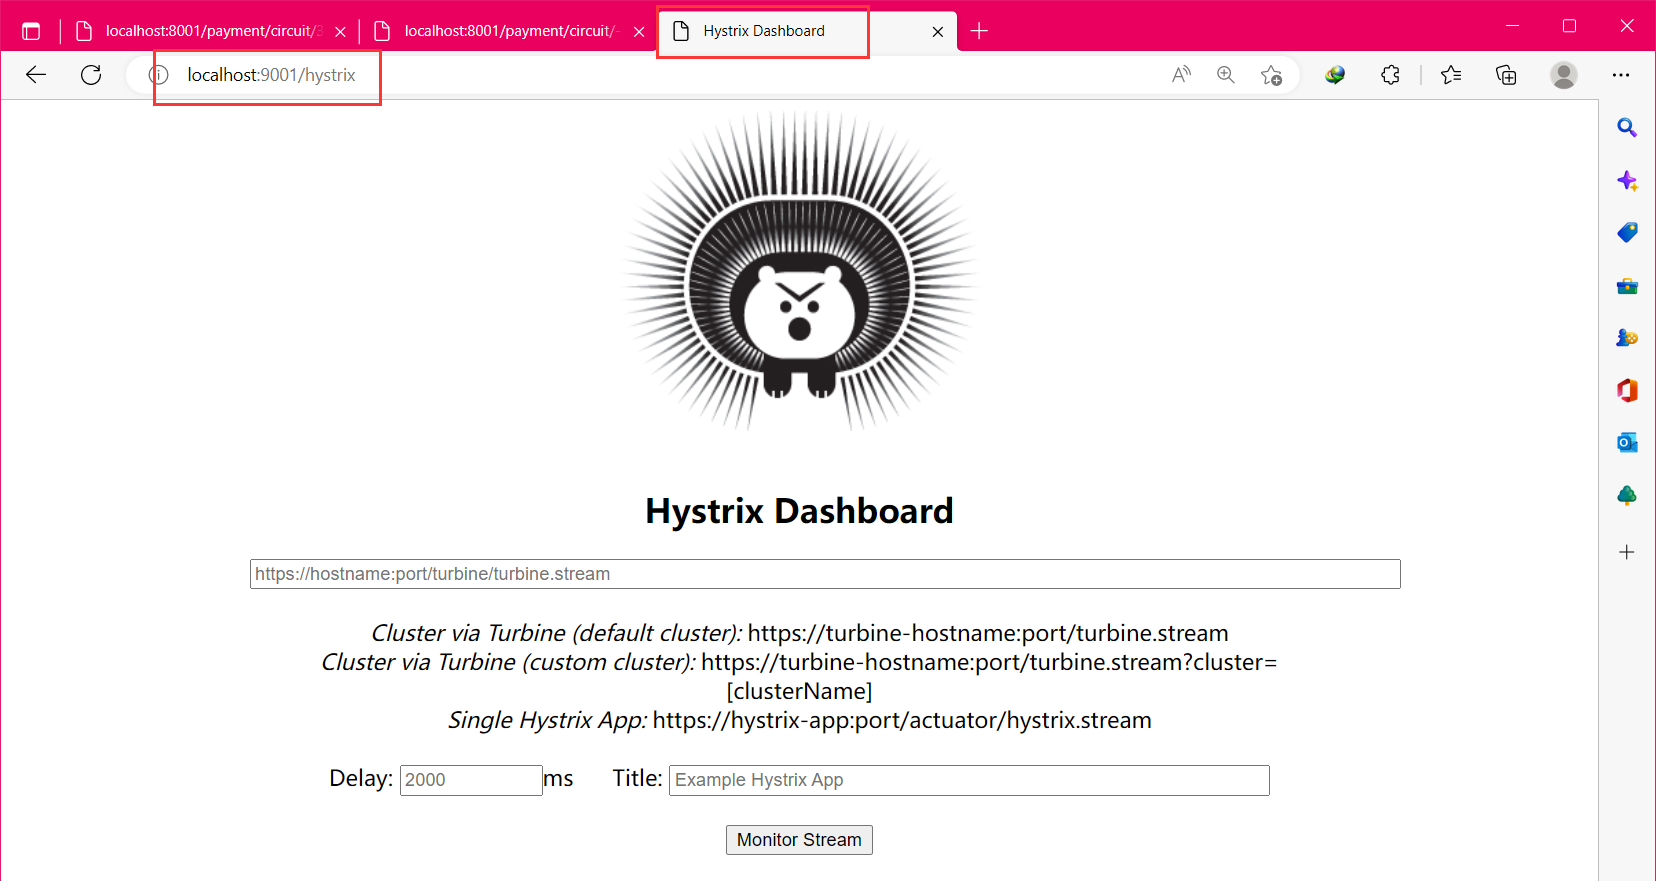 localhost:8001/payment/circuit/3
localhost:8001/payment/circuit/-
Hystrix Dashboard
localhost:9001/hystrix
Hystrix Dashboard
https://hostname:port/turbine/turbine.stream
Cluster via Turbine (default cluster): https://turbine-hostname:port/turbine.stream
Cluster via Turbine (custom cluster): https://turbine-hostname:port/turbine.stream?cluster=
[clusterName]
Single Hystrix App: https://hystrix-app:port/actuator/hystrix.stream
Delay: 2000 ms Title: Example Hystrix App
Monitor Stream